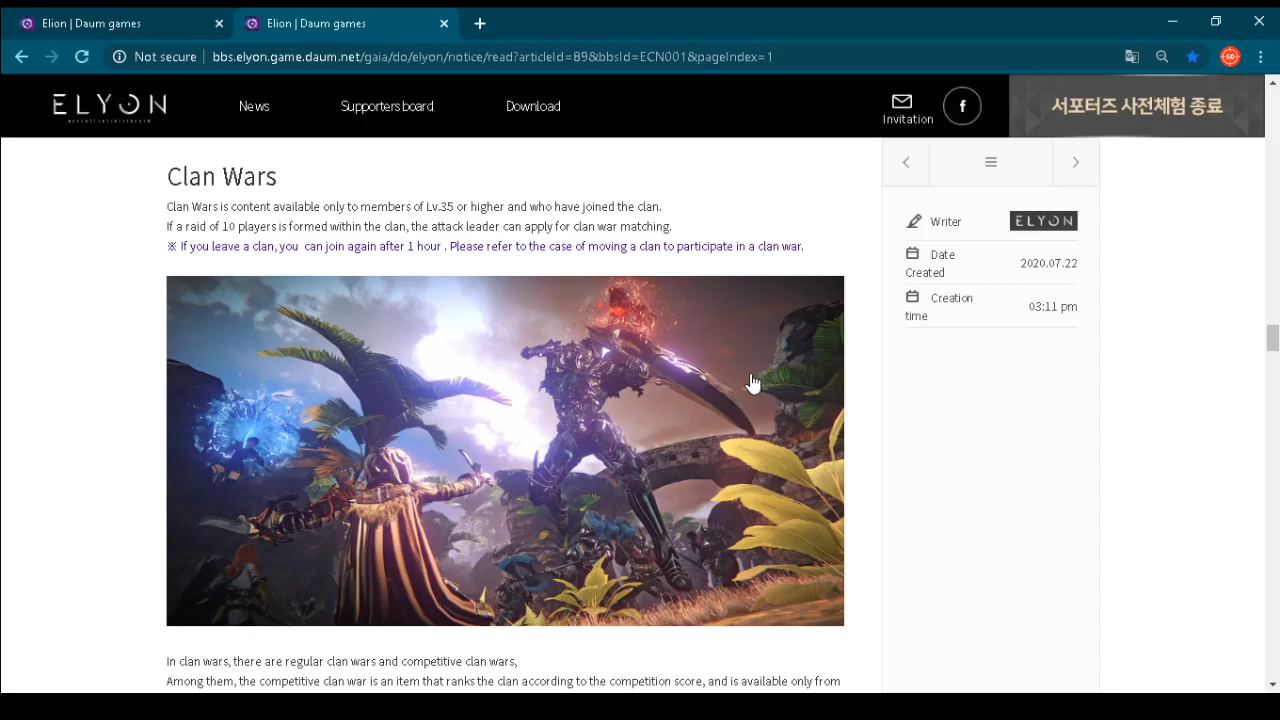 Elion | Daum games
Elion | Daum games
Not secure
bbs.elyon.game.daum.net/gaia/do/elyon/notice/read?articleId=89&bbsId=ECN001&pageIndex=1
ELYON
News
Supporters board
Download
Invitation
f
서포터즈 사전체험 종료
Clan Wars
Clan Wars is content available only to members of Lv.35 or higher and who have joined the clan.
If a raid of 10 players is formed within the clan, the attack leader can apply for clan war matching.
※ If you leave a clan, you  can join again after 1 hour . Please refer to the case of moving a clan to participate in a clan war.
Writer
ELYON
Date
Created
2020.07.22
Creation
time
03:11 pm
In clan wars, there are regular clan wars and competitive clan wars,
Among them, the competitive clan war is an item that ranks the clan according to the competition score, and is available only from